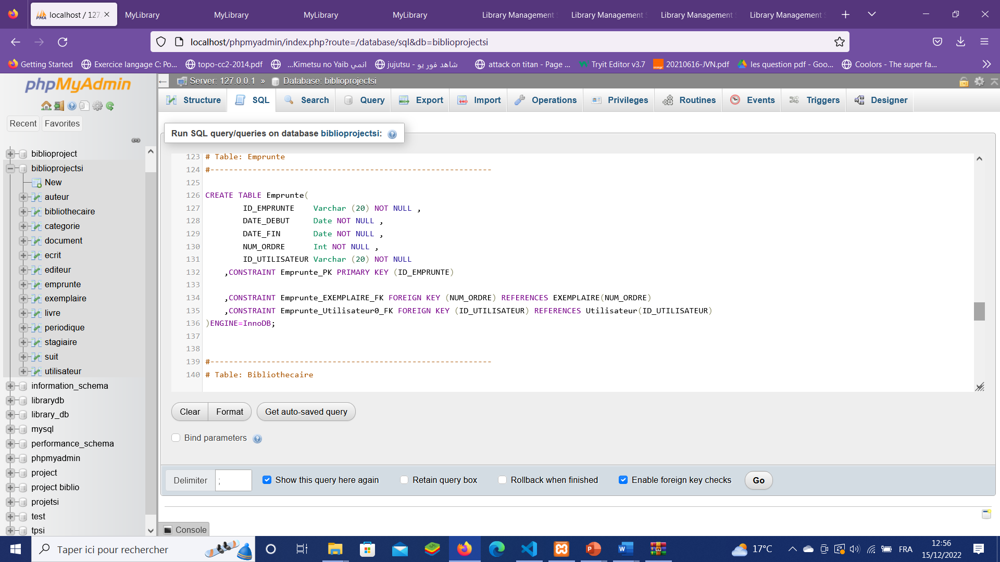 localhost / 127.
MyLibrary
MyLibrary
MyLibrary
MyLibrary
Library Management
Library Management
Library Management
Library Management
localhost/phpmyadmin/index.php?route=/database/sql&db=biblioprojectsi
Getting Started
Exercice langage C: Po...
topo-cc2-2014.pdf
انمي Kimetsu no Yaib...
شاهد فور يو - jujutsu
attack on titan - Page ...
Tryit Editor v3.7
20210616-JVN.pdf
les question pdf - Goo...
Coolors - The super fa...
phpMyAdmin
Server: 127.0.0.1 » Database: biblioprojectsi
Structure
SQL
Search
Query
Export
Import
Operations
Privileges
Routines
Events
Triggers
Designer
Recent
Favorites
biblioproject
biblioprojectsi
New
auteur
bibliothecaire
categorie
document
ecrit
editeur
emprunte
exemplaire
livre
periodique
stagiaire
suit
utilisateur
information_schema
librarydb
library_db
mysql
performance_schema
phpmyadmin
project
project biblio
projetsi
test
tpsi
Run SQL query/queries on database biblioprojectsi:
123 # Table: Emprunte
124 #------------------------------------------------------------
125
126 CREATE TABLE Emprunte(
127 ID_EMPRUNTE Varchar (20) NOT NULL ,
128 DATE_DEBUT Date NOT NULL ,
129 DATE_FIN Date NOT NULL ,
130 NUM_ORDRE Int NOT NULL ,
131 ID_UTILISATEUR Varchar (20) NOT NULL
132 ,CONSTRAINT Emprunte_PK PRIMARY KEY (ID_EMPRUNTE)
133
134 ,CONSTRAINT Emprunte_EXEMPLAIRE_FK FOREIGN KEY (NUM_ORDRE) REFERENCES EXEMPLAIRE(NUM_ORDRE)
135 ,CONSTRAINT Emprunte_Utilisateur0_FK FOREIGN KEY (ID_UTILISATEUR) REFERENCES Utilisateur(ID_UTILISATEUR)
136 )ENGINE=InnoDB;
137
138
139 #------------------------------------------------------------
140 # Table: Bibliothecaire
Clear
Format
Get auto-saved query
Bind parameters
Delimiter ;
Show this query here again
Retain query box
Rollback when finished
Enable foreign key checks
Go
Console
Taper ici pour rechercher
17°C
FRA
12:56
15/12/2022